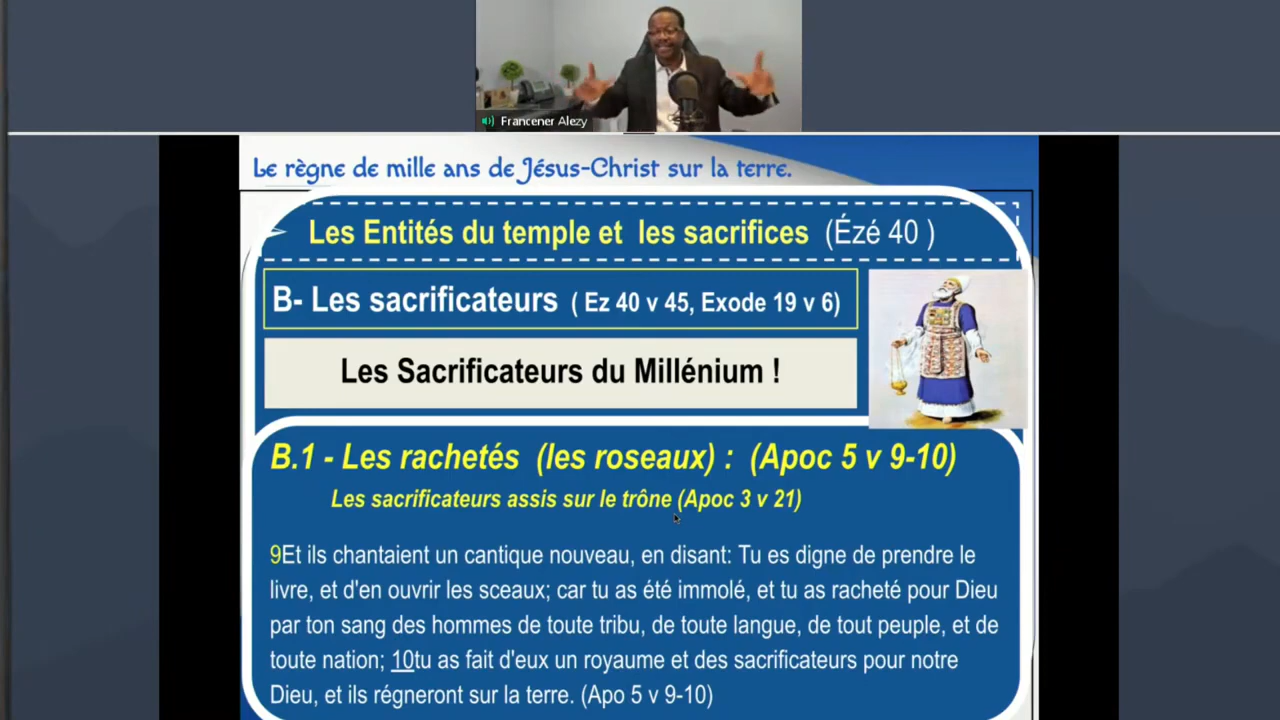 Francener Alezy
Le règne de mille ans de Jésus-Christ sur la terre.
Les Entités du temple et les sacrifices (Ézé 40 )
B- Les sacrificateurs ( Ez 40 v 45, Exode 19 v 6)
Les Sacrificateurs du Millénium !
B.1 - Les rachetés (les roseaux) : (Apoc 5 v 9-10)
Les sacrificateurs assis sur le trône (Apoc 3 v 21)
9Et ils chantaient un cantique nouveau, en disant: Tu es digne de prendre le
livre, et d'en ouvrir les sceaux; car tu as été immolé, et tu as racheté pour Dieu
par ton sang des hommes de toute tribu, de toute langue, de tout peuple, et de
toute nation; 10tu as fait d'eux un royaume et des sacrificateurs pour notre
Dieu, et ils régneront sur la terre. (Apo 5 v 9-10)